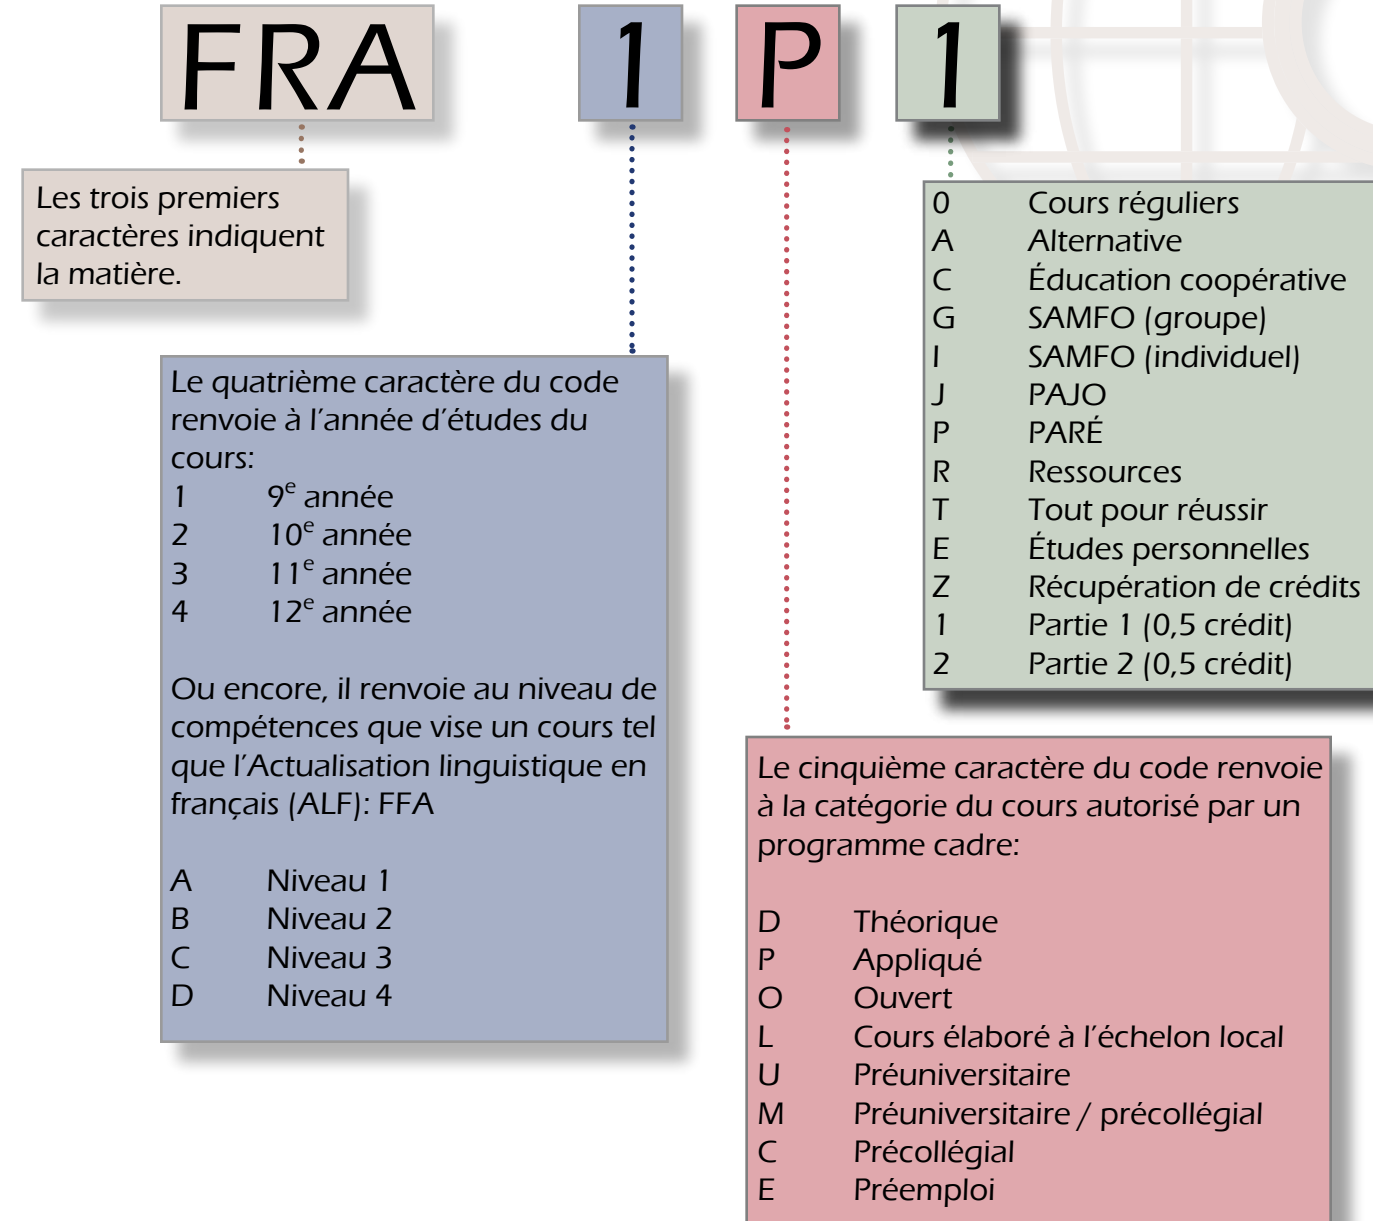 FRA 1 P 1
Les trois premiers
caractères indiquent
la matière.
Le quatrième caractère du code
renvoie à l’année d’études du
cours:
1 9e année
2 10e année
3 11e année
4 12e année
Ou encore, il renvoie au niveau de
compétences que vise un cours tel
que l’Actualisation linguistique en
français (ALF): FFA
A Niveau 1
B Niveau 2
C Niveau 3
D Niveau 4
0 Cours réguliers
A Alternative
C Éducation coopérative
G SAMFO (groupe)
I SAMFO (individuel)
J PAJO
P PARÉ
R Ressources
T Tout pour réussir
E Études personnelles
Z Récupération de crédits
1 Partie 1 (0,5 crédit)
2 Partie 2 (0,5 crédit)
Le cinquième caractère du code renvoie
à la catégorie du cours autorisé par un
programme cadre:
D Théorique
P Appliqué
O Ouvert
L Cours élaboré à l’échelon local
U Préuniversitaire
M Préuniversitaire / précollégial
C Précollégial
E Préemploi